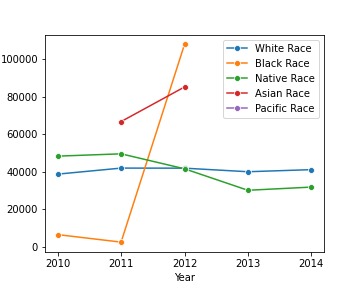 White Race
Black Race
Native Race
Asian Race
Pacific Race
100000
80000
60000
40000
20000
0
2010 2011 2012 2013 2014
Year